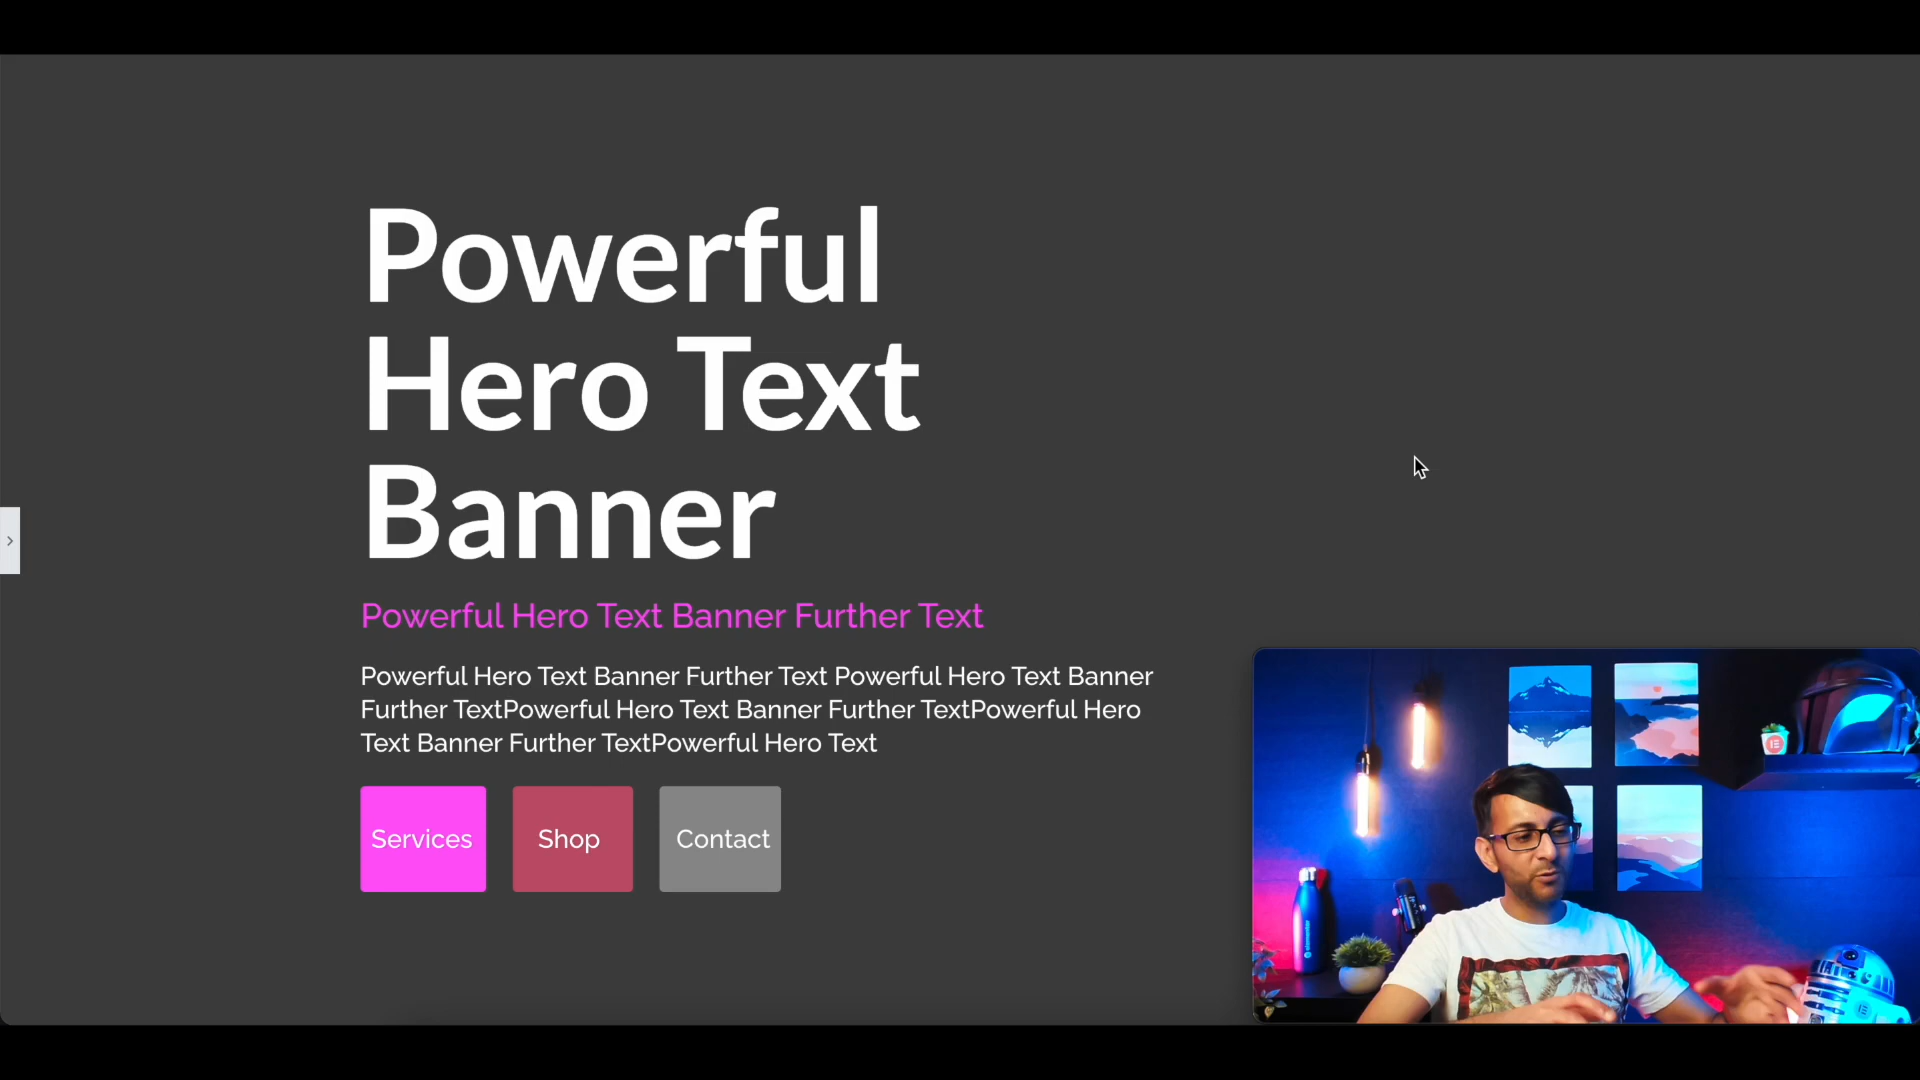 Powerful
Hero Text
Banner
Powerful Hero Text Banner Further Text
Powerful Hero Text Banner Further Text Powerful Hero Text Banner
Further TextPowerful Hero Text Banner Further TextPowerful Hero
Text Banner Further TextPowerful Hero Text
Services
Shop
Contact
elementor